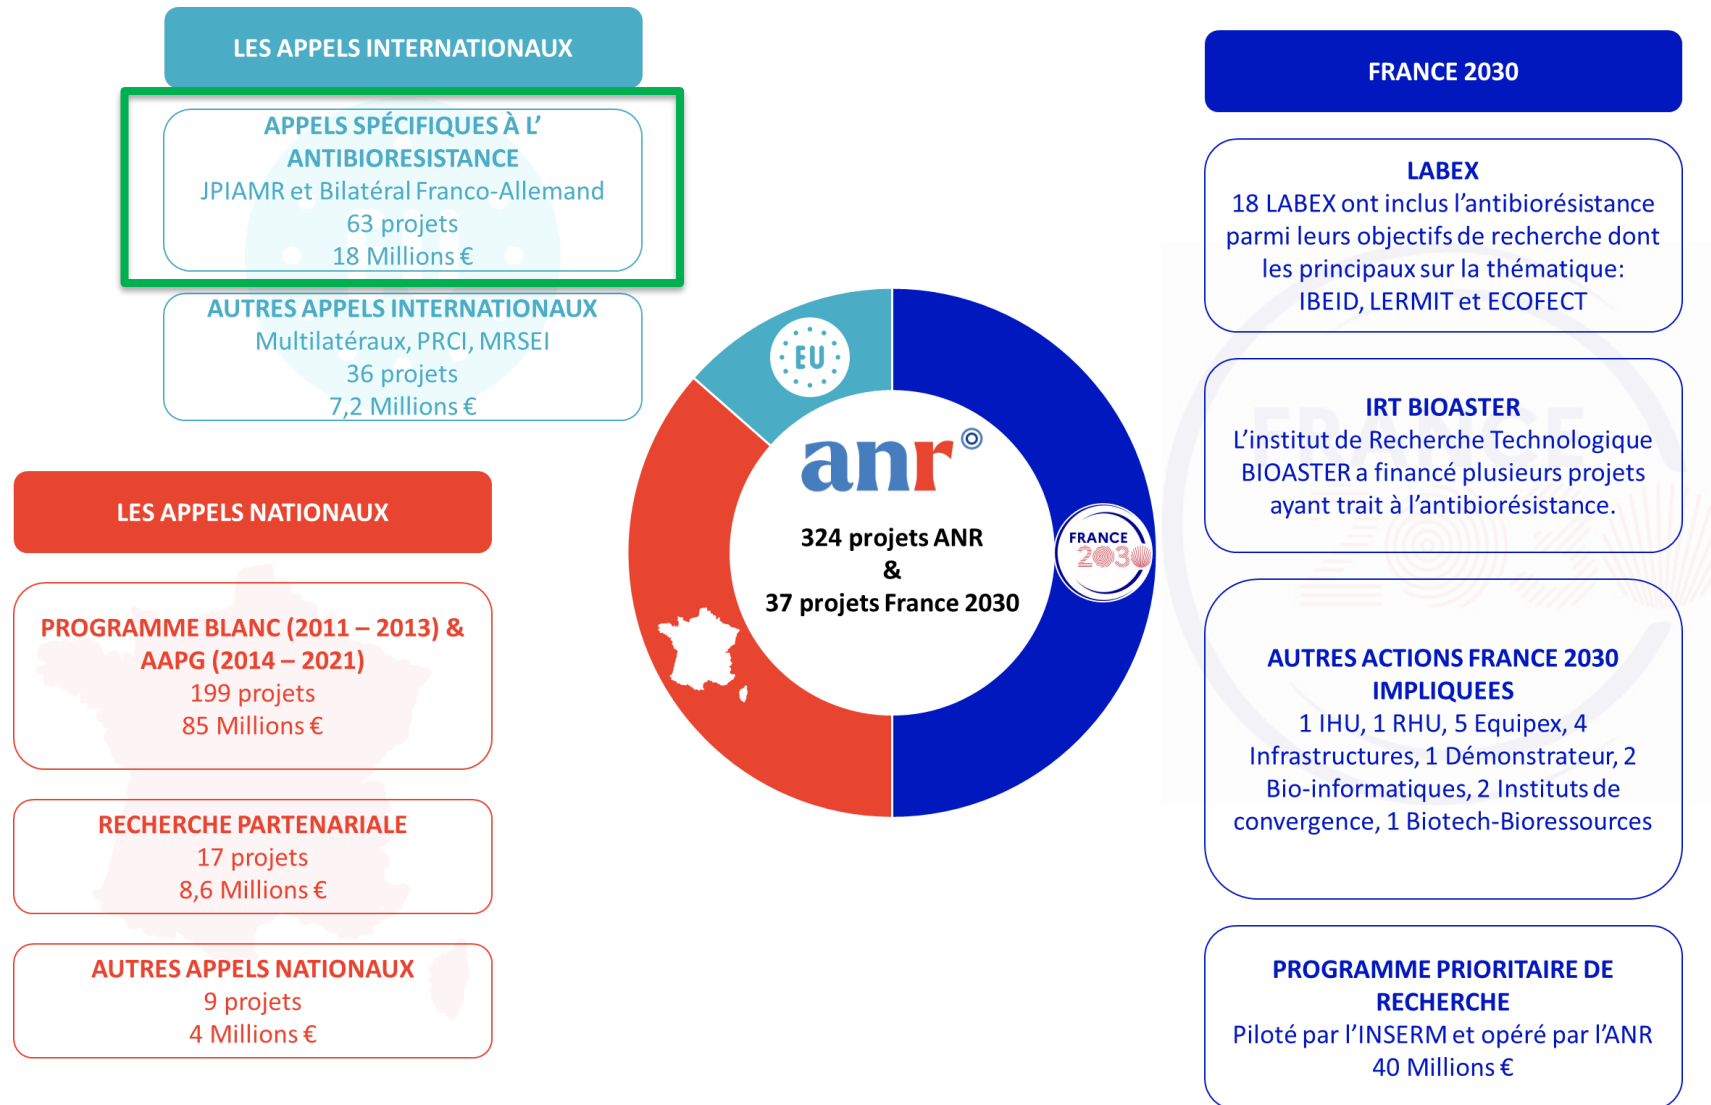 LES APPELS INTERNATIONAUX
APPELS SPÉCIFIQUES À L’
ANTIBIORESISTANCE
JPIAMR et Bilatéral Franco-Allemand
63 projets
18 Millions €
AUTRES APPELS INTERNATIONAUX
Multilatéraux, PRCI, MRSEI
36 projets
7,2 Millions €
LES APPELS NATIONAUX
PROGRAMME BLANC (2011 – 2013) &
AAPG (2014 – 2021)
199 projets
85 Millions €
RECHERCHE PARTENARIALE
17 projets
8,6 Millions €
AUTRES APPELS NATIONAUX
9 projets
4 Millions €
EU
anr
324 projets ANR
&
37 projets France 2030
FRANCE
2030
FRANCE 2030
LABEX
18 LABEX ont inclus l’antibiorésistance
parmi leurs objectifs de recherche dont
les principaux sur la thématique:
IBEID, LERMIT et ECOFECT
IRT BIOASTER
L’institut de Recherche Technologique
BIOASTER a financé plusieurs projets
ayant trait à l’antibiorésistance.
AUTRES ACTIONS FRANCE 2030
IMPLIQUEES
1 IHU, 1 RHU, 5 Equipex, 4
Infrastructures, 1 Démonstrateur, 2
Bio-informatiques, 2 Instituts de
convergence, 1 Biotech-Bioressources
PROGRAMME PRIORITAIRE DE
RECHERCHE
Piloté par l’INSERM et opéré par l’ANR
40 Millions €
FRANCE
2030
EU